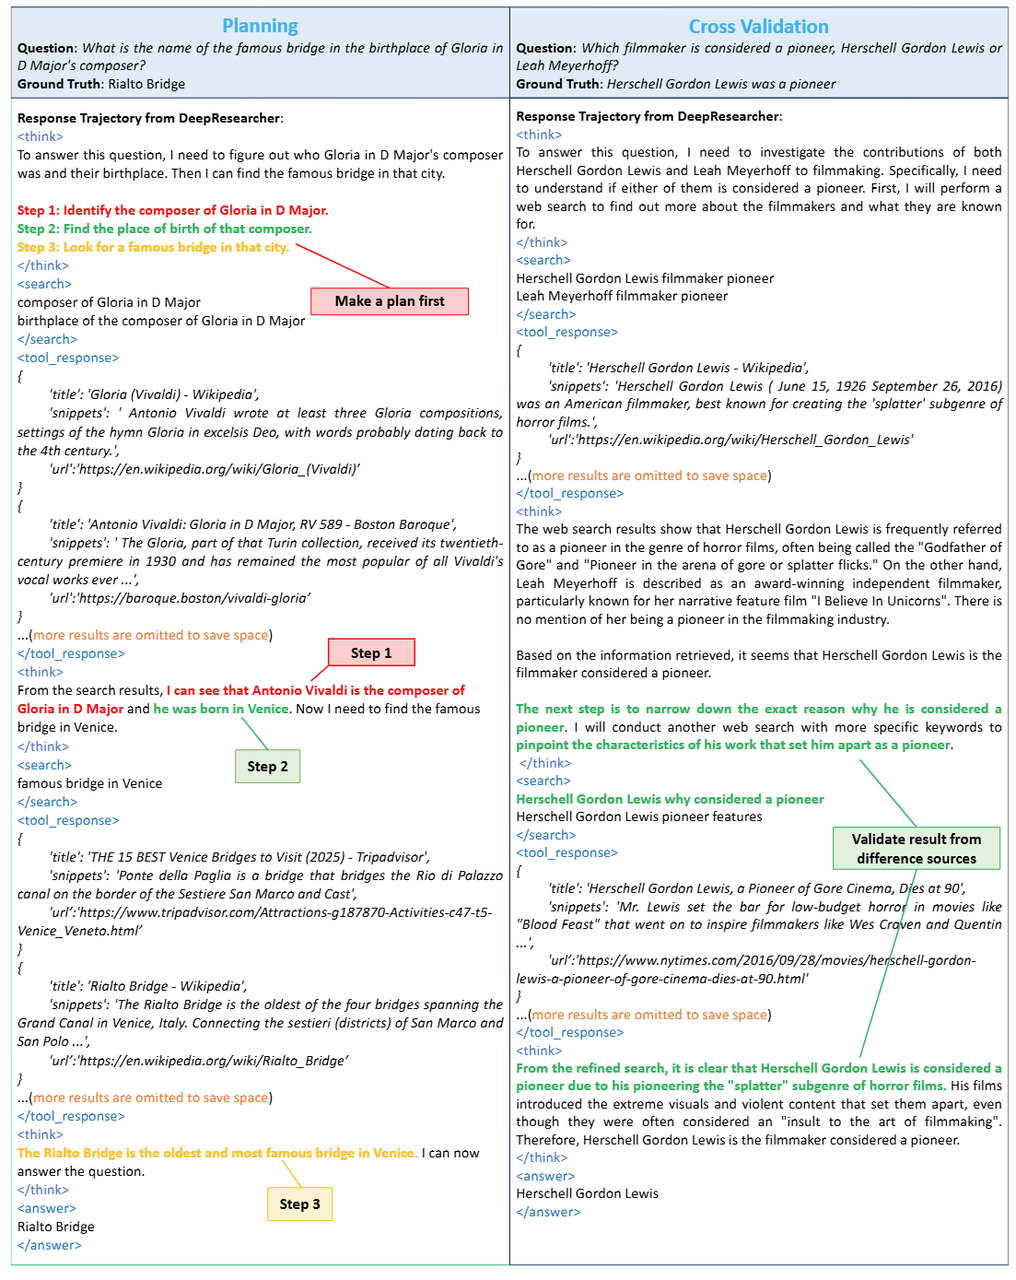 Planning
Question: What is the name of the famous bridge in the birthplace of Gloria in
D Major's composer?
Ground Truth: Rialto Bridge
Response Trajectory from DeepResearcher:
<think>
To answer this question, I need to figure out who Gloria in D Major's composer
was and their birthplace. Then I can find the famous bridge in that city.
Step 1: Identify the composer of Gloria in D Major.
Step 2: Find the place of birth of that composer.
Step 3: Look for a famous bridge in that city.
</think>
Make a plan first
<search>
composer of Gloria in D Major
birthplace of the composer of Gloria in D Major
</search>
<tool_response>
{
'title': 'Gloria (Vivaldi) - Wikipedia',
'snippets': ' Antonio Vivaldi wrote at least three Gloria compositions,
settings of the hymn Gloria in excelsis Deo, with words probably dating back to
the 4th century.',
'url':'https://en.wikipedia.org/wiki/Gloria_(Vivaldi)’
}
{
'title': 'Antonio Vivaldi: Gloria in D Major, RV 589 - Boston Baroque',
'snippets': ' The Gloria, part of that Turin collection, received its twentieth-
century premiere in 1930 and has remained the most popular of all Vivaldi's
vocal works ever ...',
'url':'https://baroque.boston/vivaldi-gloria’
}
...(more results are omitted to save space)
</tool_response>
Step 1
<think>
From the search results, I can see that Antonio Vivaldi is the composer of
Gloria in D Major and he was born in Venice. Now I need to find the famous
bridge in Venice.
</think>
Step 2
<search>
famous bridge in Venice
</search>
<tool_response>
{
'title': 'THE 15 BEST Venice Bridges to Visit (2025) - Tripadvisor',
'snippets': 'Ponte della Paglia is a bridge that bridges the Rio di Palazzo
canal on the border of the Sestiere San Marco and Cast',
'url’:'https://www.tripadvisor.com/Attractions-g187870-Activities-c47-t5-
Venice_Veneto.html’
}
{
'title': 'Rialto Bridge - Wikipedia',
'snippets': 'The Rialto Bridge is the oldest of the four bridges spanning the
Grand Canal in Venice, Italy. Connecting the sestieri (districts) of San Marco and
San Polo ...',
'url’:'https://en.wikipedia.org/wiki/Rialto_Bridge’
}
...(more results are omitted to save space)
</tool_response>
<think>
The Rialto Bridge is the oldest and most famous bridge in Venice. I can now
answer the question.
</think>
Step 3
<answer>
Rialto Bridge
</answer>
Cross Validation
Question: Which filmmaker is considered a pioneer, Herschell Gordon Lewis or
Leah Meyerhoff?
Ground Truth: Herschell Gordon Lewis was a pioneer
Response Trajectory from DeepResearcher:
<think>
To answer this question, I need to investigate the contributions of both
Herschell Gordon Lewis and Leah Meyerhoff to filmmaking. Specifically, I need
to understand if either of them is considered a pioneer. First, I will perform a
web search to find out more about the filmmakers and what they are known
for.
</think>
<search>
Herschell Gordon Lewis filmmaker pioneer
Leah Meyerhoff filmmaker pioneer
</search>
<tool_response>
{
'title': 'Herschell Gordon Lewis - Wikipedia',
'snippets': 'Herschell Gordon Lewis ( June 15, 1926 September 26, 2016)
was an American filmmaker, best known for creating the 'splatter' subgenre of
horror films.',
'url':'https://en.wikipedia.org/wiki/Herschell_Gordon_Lewis'
}
...(more results are omitted to save space)
</tool_response>
<think>
The web search results show that Herschell Gordon Lewis is frequently referred
to as a pioneer in the genre of horror films, often being called the "Godfather of
Gore" and "Pioneer in the arena of gore or splatter flicks." On the other hand,
Leah Meyerhoff is described as an award-winning independent filmmaker,
particularly known for her narrative feature film "I Believe In Unicorns". There is
no mention of her being a pioneer in the filmmaking industry.
Based on the information retrieved, it seems that Herschell Gordon Lewis is the
filmmaker considered a pioneer.
The next step is to narrow down the exact reason why he is considered a
pioneer. I will conduct another web search with more specific keywords to
pinpoint the characteristics of his work that set him apart as a pioneer.
</think>
<search>
Herschell Gordon Lewis why considered a pioneer
Herschell Gordon Lewis pioneer features
</search>
Validate result from
difference sources
<tool_response>
{
'title': 'Herschell Gordon Lewis, a Pioneer of Gore Cinema, Dies at 90',
'snippets': 'Mr. Lewis set the bar for low-budget horror in movies like
"Blood Feast" that went on to inspire filmmakers like Wes Craven and Quentin
...',
'url’:'https://www.nytimes.com/2016/09/28/movies/herschell-gordon-
lewis-a-pioneer-of-gore-cinema-dies-at-90.html'
}
...(more results are omitted to save space)
</tool_response>
<think>
From the refined search, it is clear that Herschell Gordon Lewis is considered a
pioneer due to his pioneering the "splatter" subgenre of horror films. His films
introduced the extreme visuals and violent content that set them apart, even
though they were often considered an "insult to the art of filmmaking".
Therefore, Herschell Gordon Lewis is the filmmaker considered a pioneer.
</think>
<answer>
Herschell Gordon Lewis
</answer>